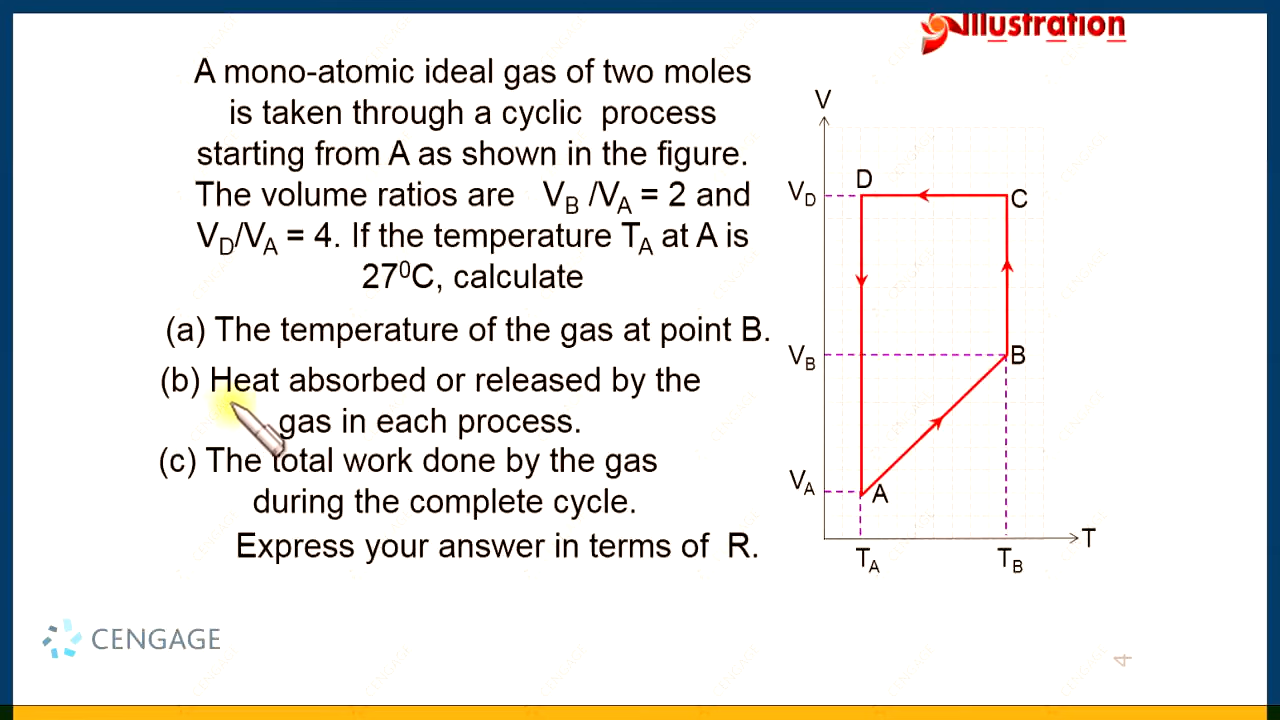 Illustration
A mono-atomic ideal gas of two moles
is taken through a cyclic process
starting from A as shown in the figure.
The volume ratios are V_B /V_A = 2 and
V_D/V_A = 4. If the temperature T_A at A is
27⁰C, calculate
(a) The temperature of the gas at point B.
(b) Heat absorbed or released by the
gas in each process.
(c) The total work done by the gas
during the complete cycle.
Express your answer in terms of R.
V
V_D
D
C
V_B
B
V_A
A
T
T_A
T_B
CENGAGE
4